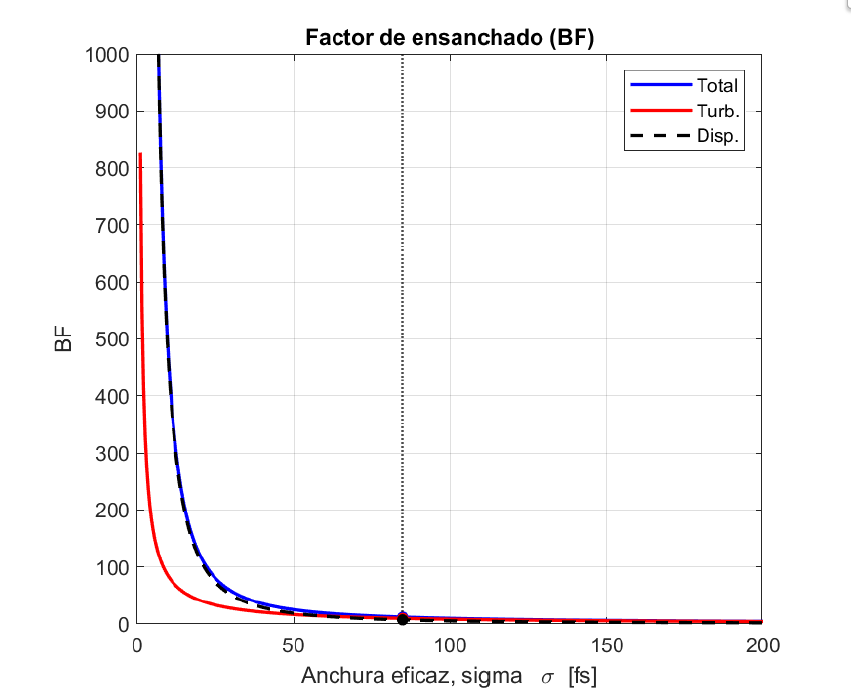 Factor de ensanchado (BF)
1000
900
800
700
600
500
400
300
200
100
0
BF
Total
Turb.
Disp.
0 50 100 150 200
Anchura eficaz, sigma σ [fs]